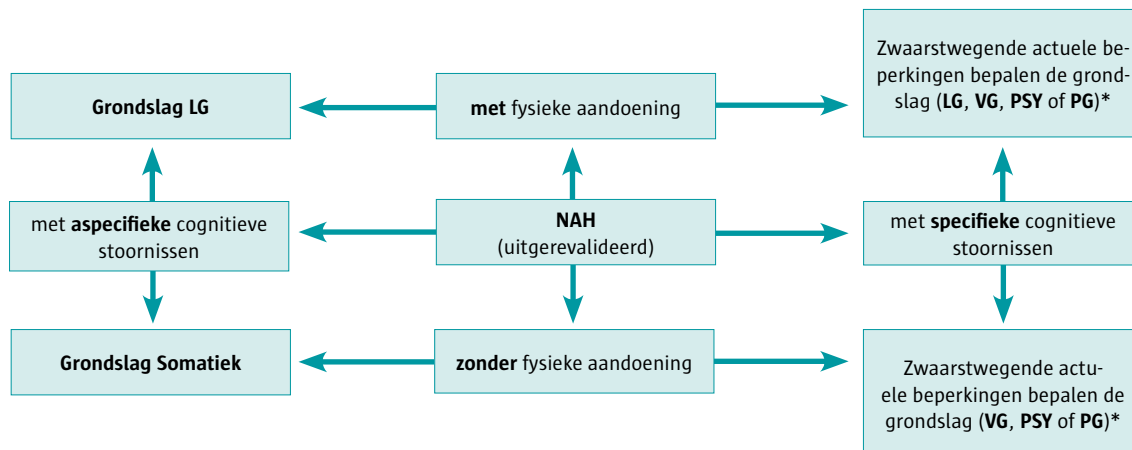 Grondslag LG
met fysieke aandoening
Zwaarstwegende actuele be-
perkingen bepalen de grond-
slag (LG, VG, PSY of PG)*
met aspecifieke cognitieve
stoornissen
NAH
(uitgerevalideerd)
met specifieke cognitieve
stoornissen
Grondslag Somatiek
zonder fysieke aandoening
Zwaarstwegende actu-
ele beperkingen bepalen de
grondslag (VG, PSY of PG)*